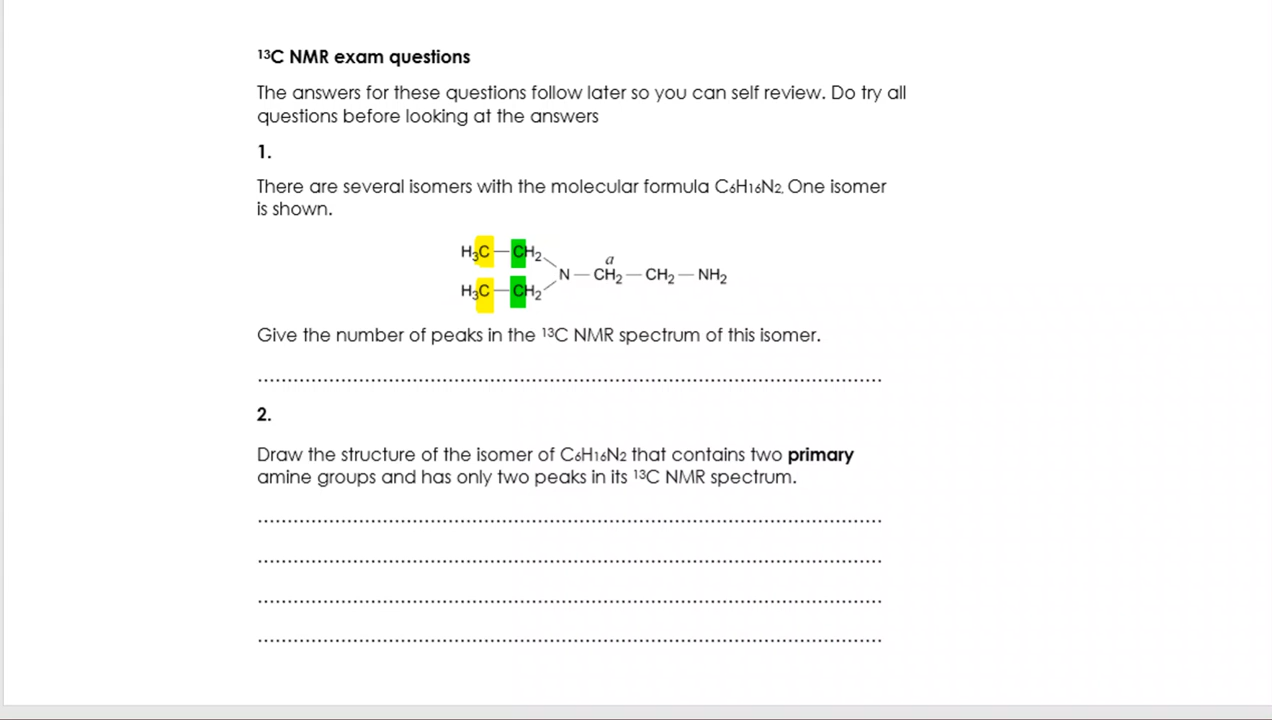 ¹³C NMR exam questions
The answers for these questions follow later so you can self review. Do try all
questions before looking at the answers
1.
There are several isomers with the molecular formula C₆H₁₆N₂. One isomer
is shown.
H₃C — CH₂
a
N — CH₂ — CH₂ — NH₂
H₃C — CH₂
Give the number of peaks in the ¹³C NMR spectrum of this isomer.
2.
Draw the structure of the isomer of C₆H₁₆N₂ that contains two primary
amine groups and has only two peaks in its ¹³C NMR spectrum.